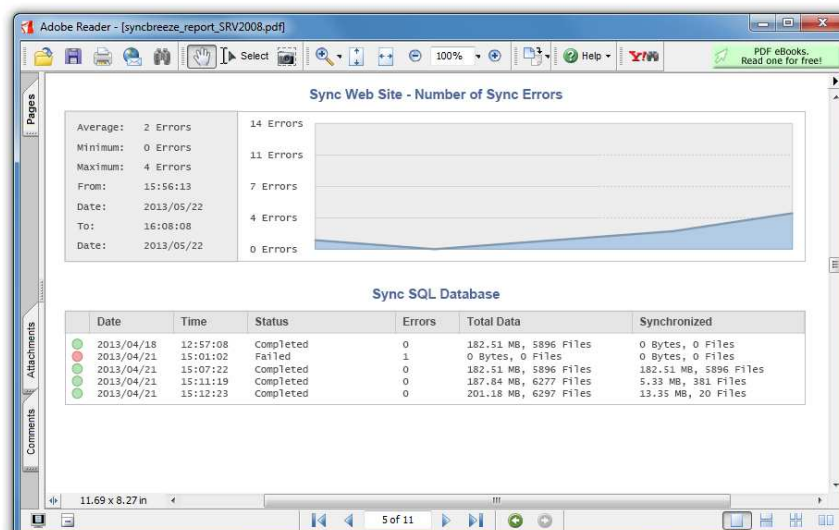 Adobe Reader - [syncbreeze_report_SRV2008.pdf]
Select
100%
Help
Y!
PDF eBooks.
Read one for free!
Pages
Attachments
Comments
Sync Web Site - Number of Sync Errors
Average: 2 Errors
Minimum: 0 Errors
Maximum: 4 Errors
From: 15:56:13
Date: 2013/05/22
To: 16:08:08
Date: 2013/05/22
14 Errors
11 Errors
7 Errors
4 Errors
0 Errors
Sync SQL Database
Date Time Status Errors Total Data Synchronized
2013/04/18 12:57:08 Completed 0 182.51 MB, 5896 Files 0 Bytes, 0 Files
2013/04/21 15:01:02 Failed 1 0 Bytes, 0 Files 0 Bytes, 0 Files
2013/04/21 15:07:22 Completed 0 182.51 MB, 5896 Files 182.51 MB, 5896 Files
2013/04/21 15:11:19 Completed 0 187.84 MB, 6277 Files 5.33 MB, 381 Files
2013/04/21 15:12:23 Completed 0 201.18 MB, 6297 Files 13.35 MB, 20 Files
11.69 x 8.27 in
5 of 11